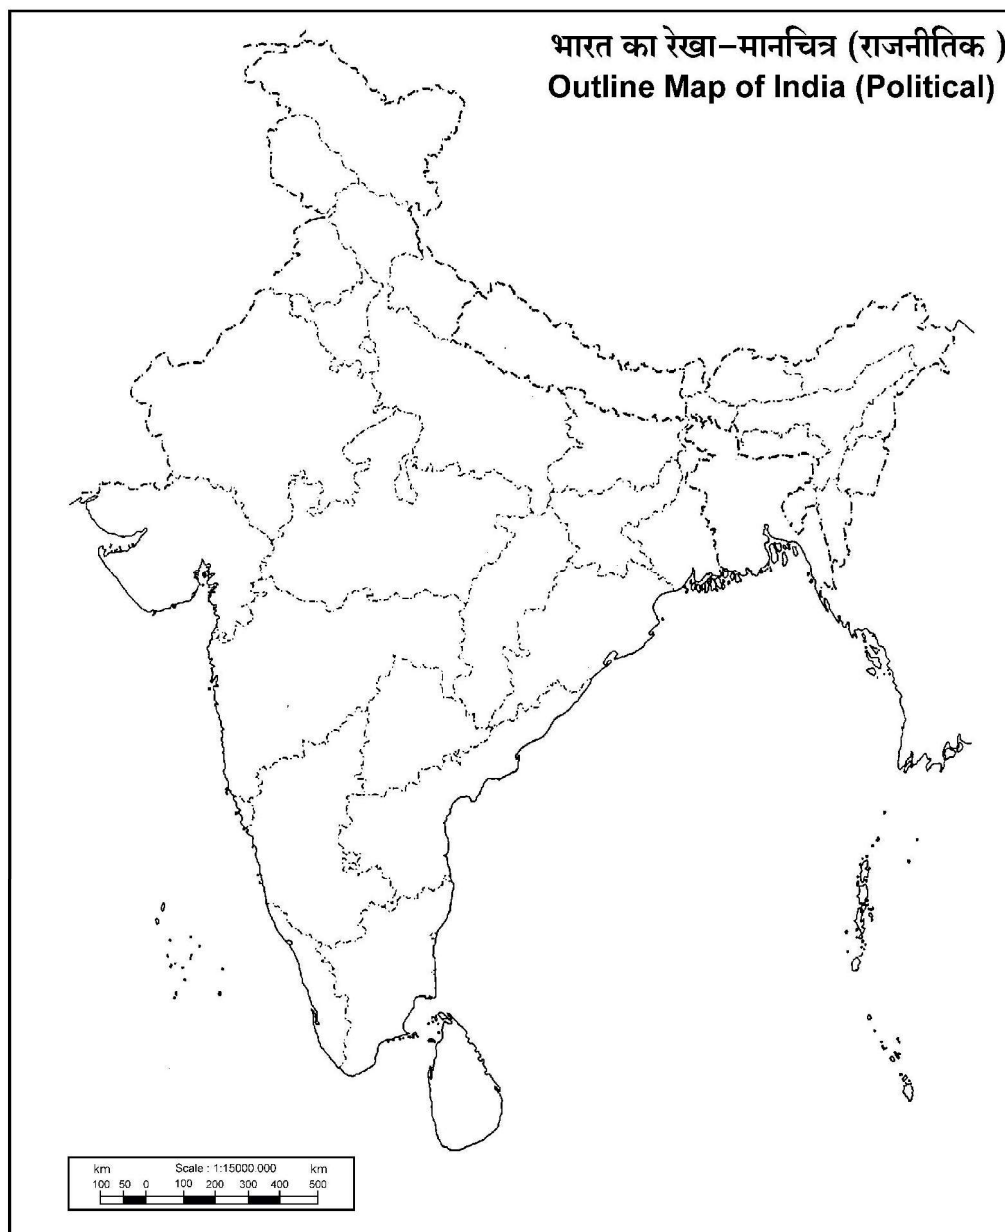 भारत का रेखा-मानचित्र (राजनीतिक )
Outline Map of India (Political)
km Scale : 1:15000.000 km
100 50 0 100 200 300 400 500